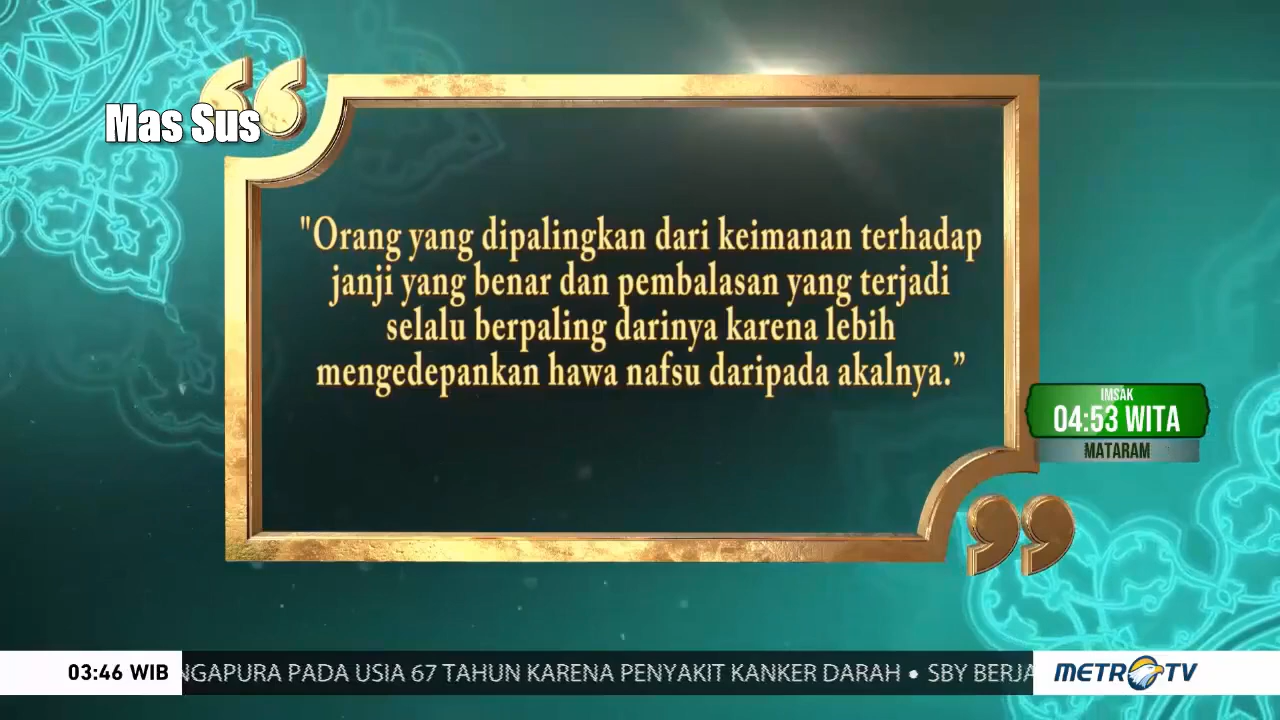 Mas Sus
"Orang yang dipalingkan dari keimanan terhadap
janji yang benar dan pembalasan yang terjadi
selalu berpaling darinya karena lebih
mengedepankan hawa nafsu daripada akalnya.”
IMSAK
04:53 WITA
MATARAM
03:46 WIB
NGAPURA PADA USIA 67 TAHUN KARENA PENYAKIT KANKER DARAH • SBY BERJA
METRO TV